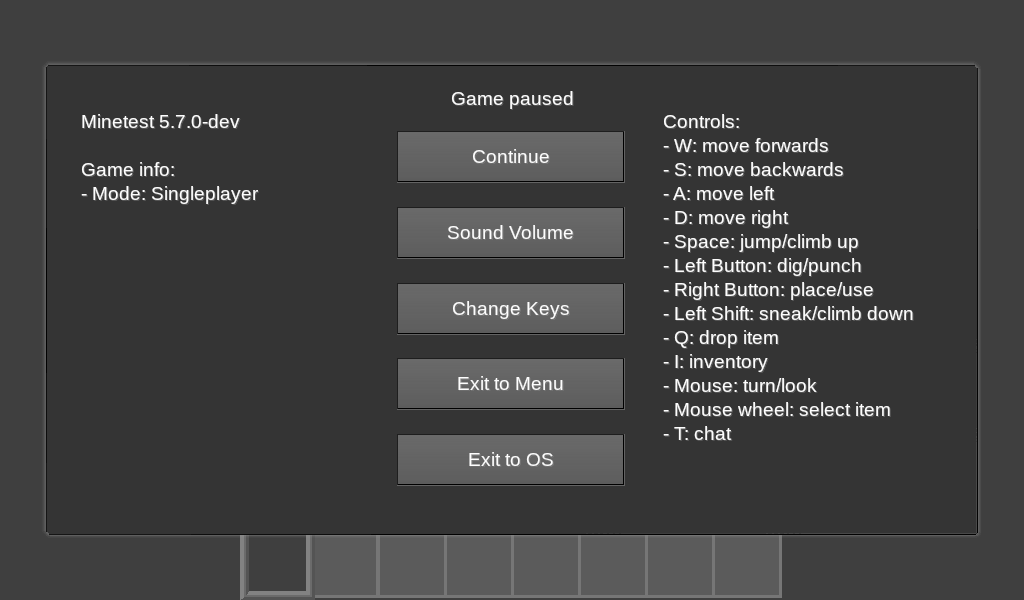 Game paused
Minetest 5.7.0-dev
Game info:
- Mode: Singleplayer
Continue
Sound Volume
Change Keys
Exit to Menu
Exit to OS
Controls:
- W: move forwards
- S: move backwards
- A: move left
- D: move right
- Space: jump/climb up
- Left Button: dig/punch
- Right Button: place/use
- Left Shift: sneak/climb down
- Q: drop item
- I: inventory
- Mouse: turn/look
- Mouse wheel: select item
- T: chat